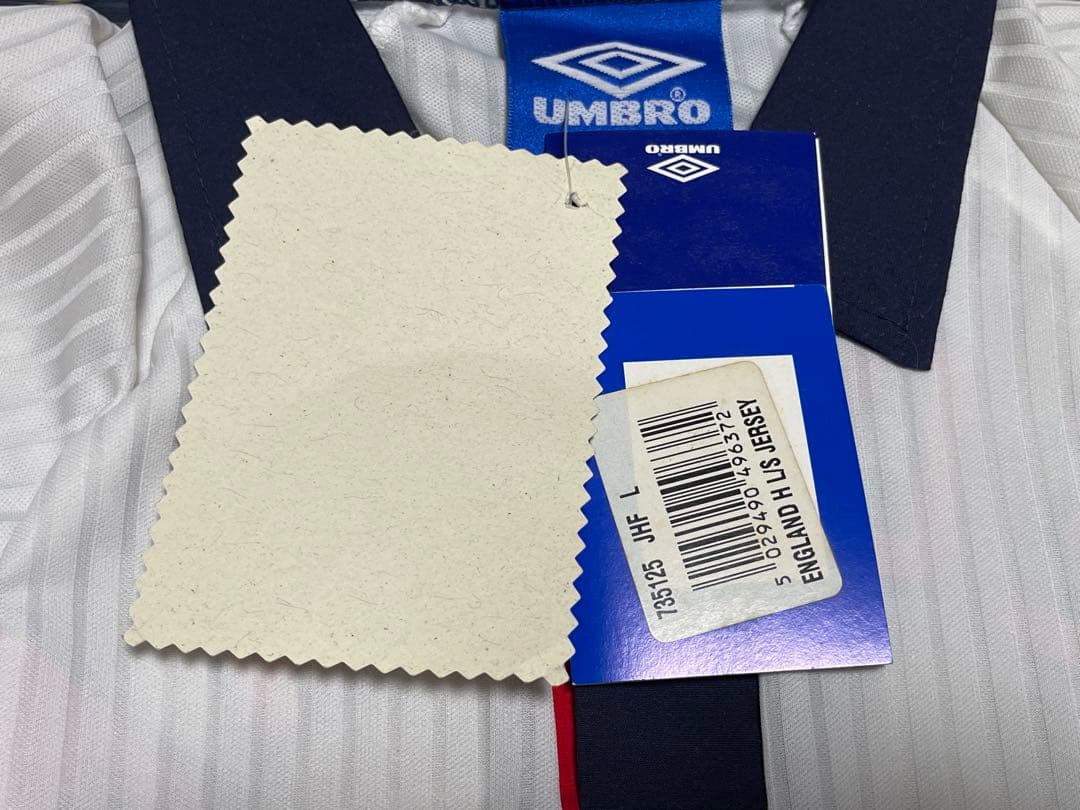 UMBRO®
UMBRO
735125 JHF L
5 029490 496372
ENGLAND H L/S JERSEY